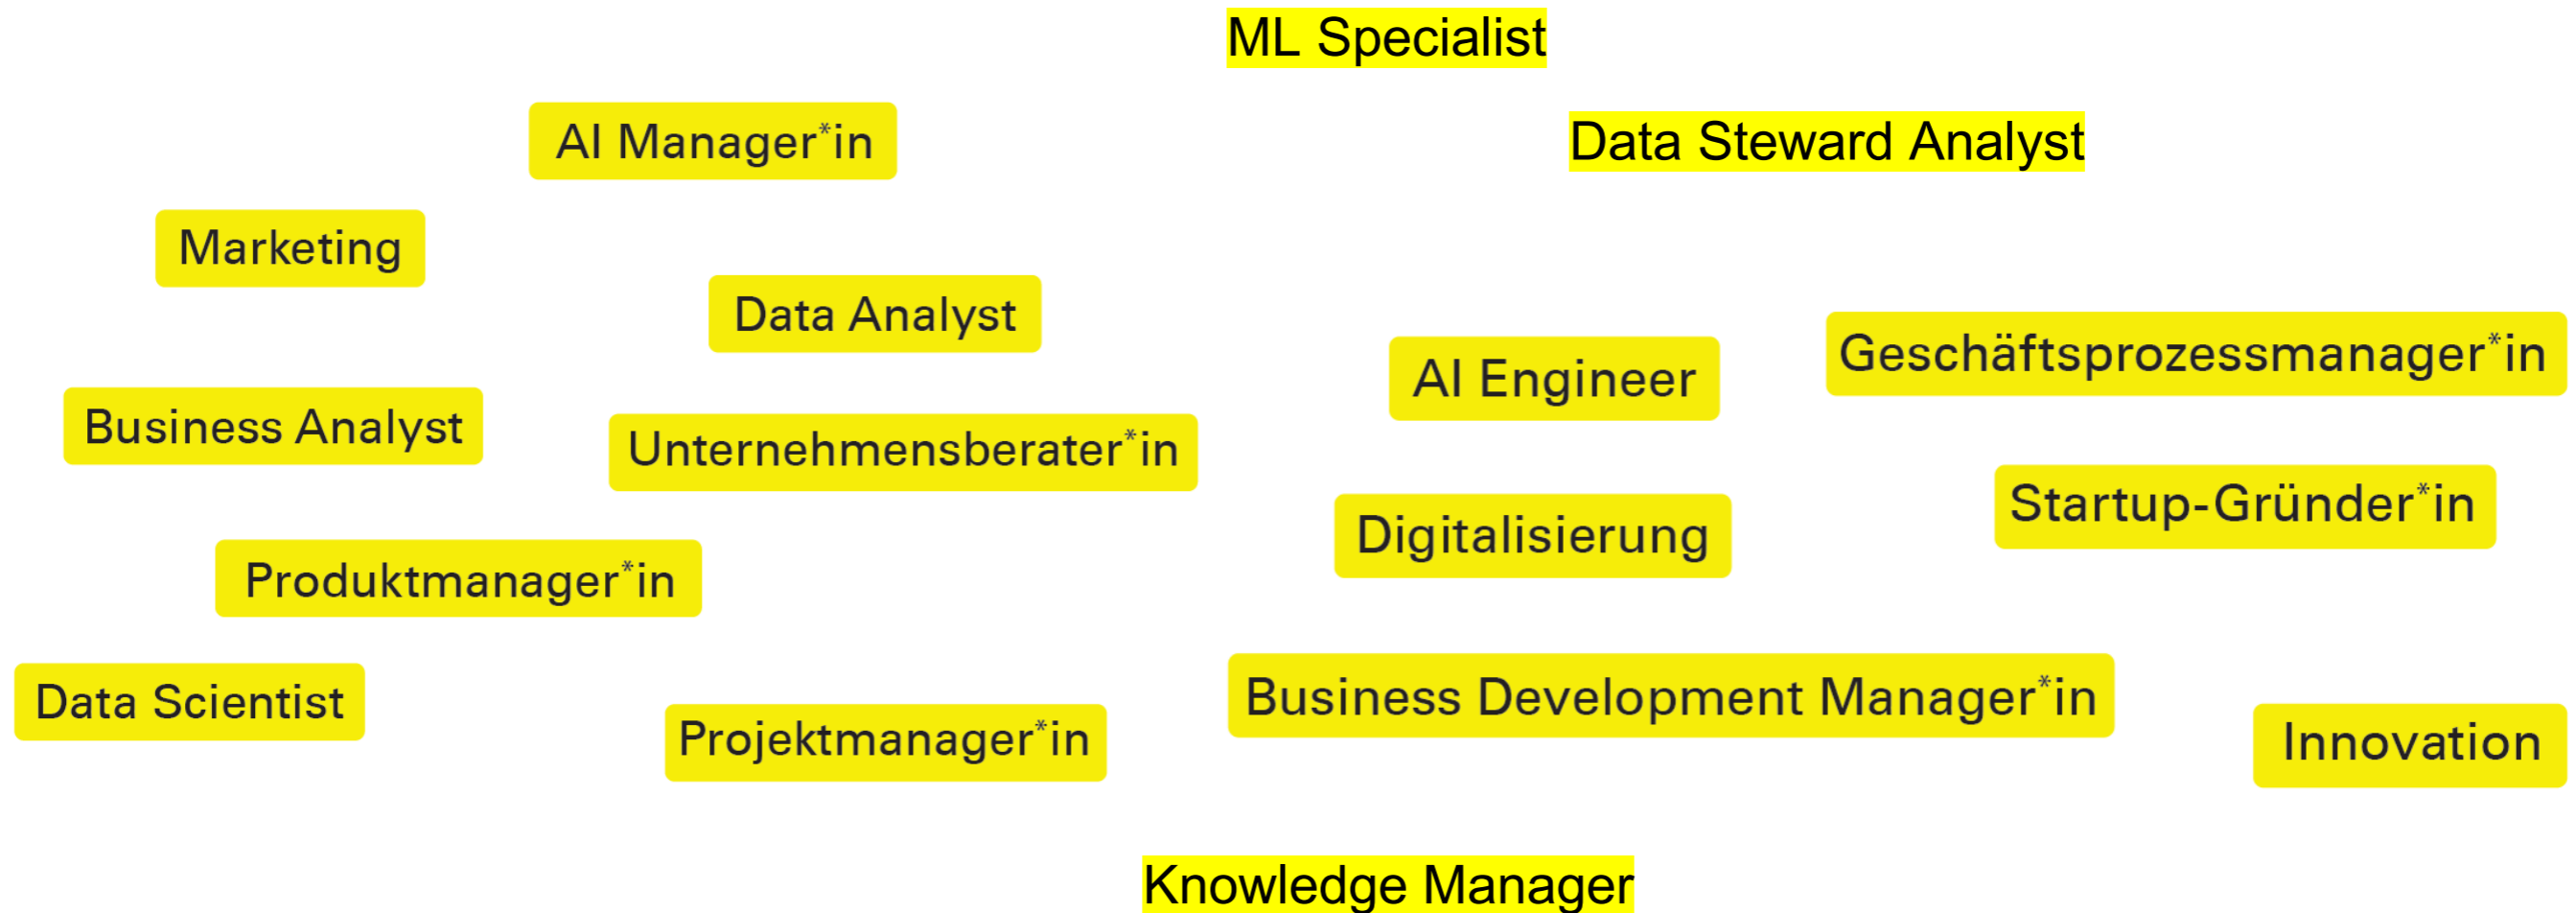 ML Specialist
AI Manager*in
Data Steward Analyst
Marketing
Data Analyst
Geschäftsprozessmanager*in
AI Engineer
Business Analyst
Unternehmensberater*in
Startup-Gründer*in
Digitalisierung
Produktmanager*in
Data Scientist
Business Development Manager*in
Projektmanager*in
Innovation
Knowledge Manager